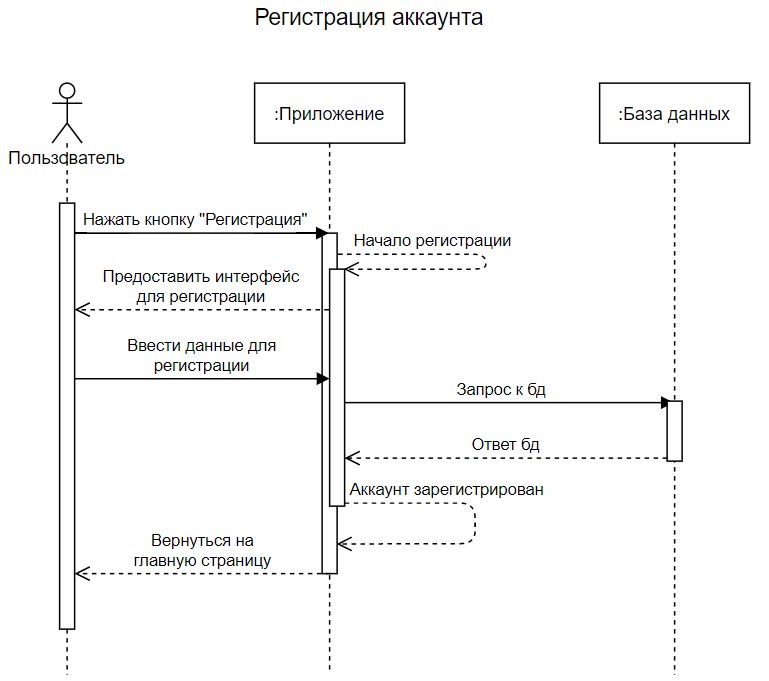 Регистрация аккаунта
:Приложение
:База данных
Пользователь
Нажать кнопку "Регистрация"
Начало регистрации
Предоставить интерфейс
для регистрации
Ввести данные для
регистрации
Запрос к бд
Ответ бд
Аккаунт зарегистрирован
Вернуться на
главную страницу